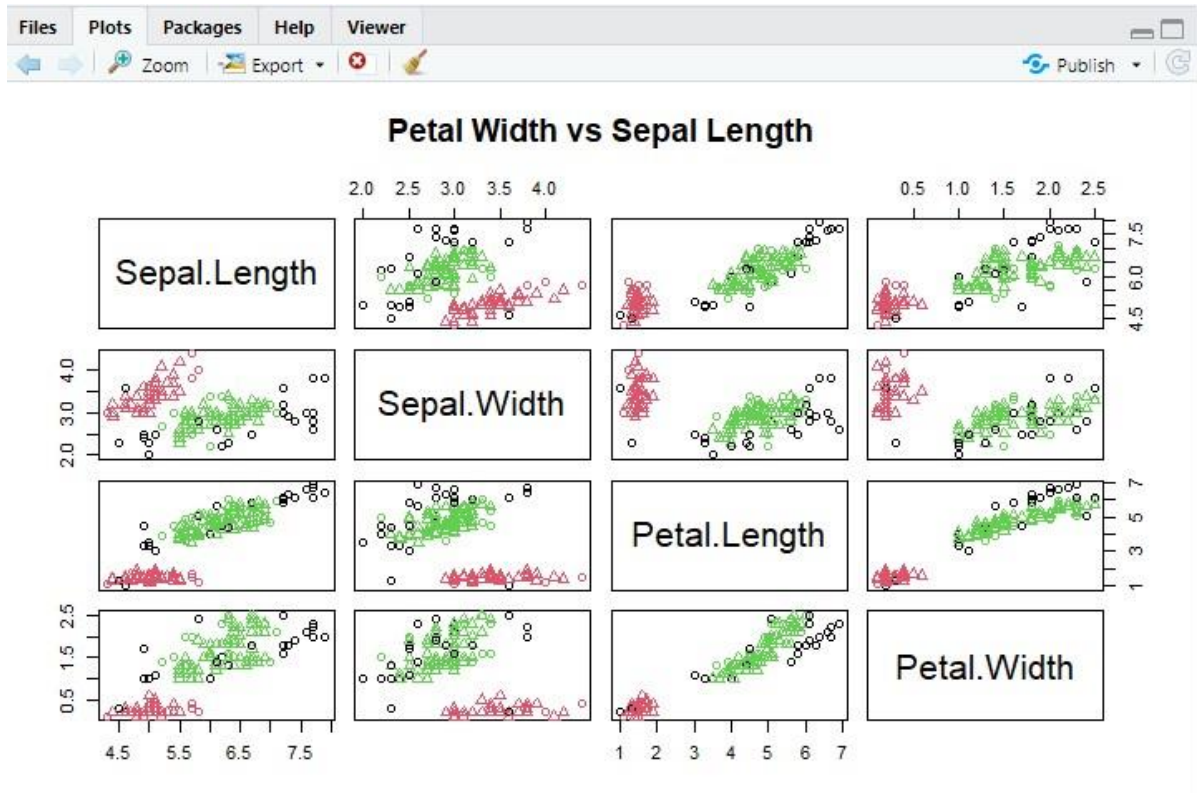 Files Plots Packages Help Viewer
Zoom Export Publish
Petal Width vs Sepal Length
2.0 2.5 3.0 3.5 4.0 0.5 1.0 1.5 2.0 2.5
Sepal.Length
4.5 6.0 7.5
2.0 3.0 4.0
Sepal.Width
Petal.Length
1 3 5 7
0.5 1.5 2.5
Petal.Width
4.5 5.5 6.5 7.5 1 2 3 4 5 6 7